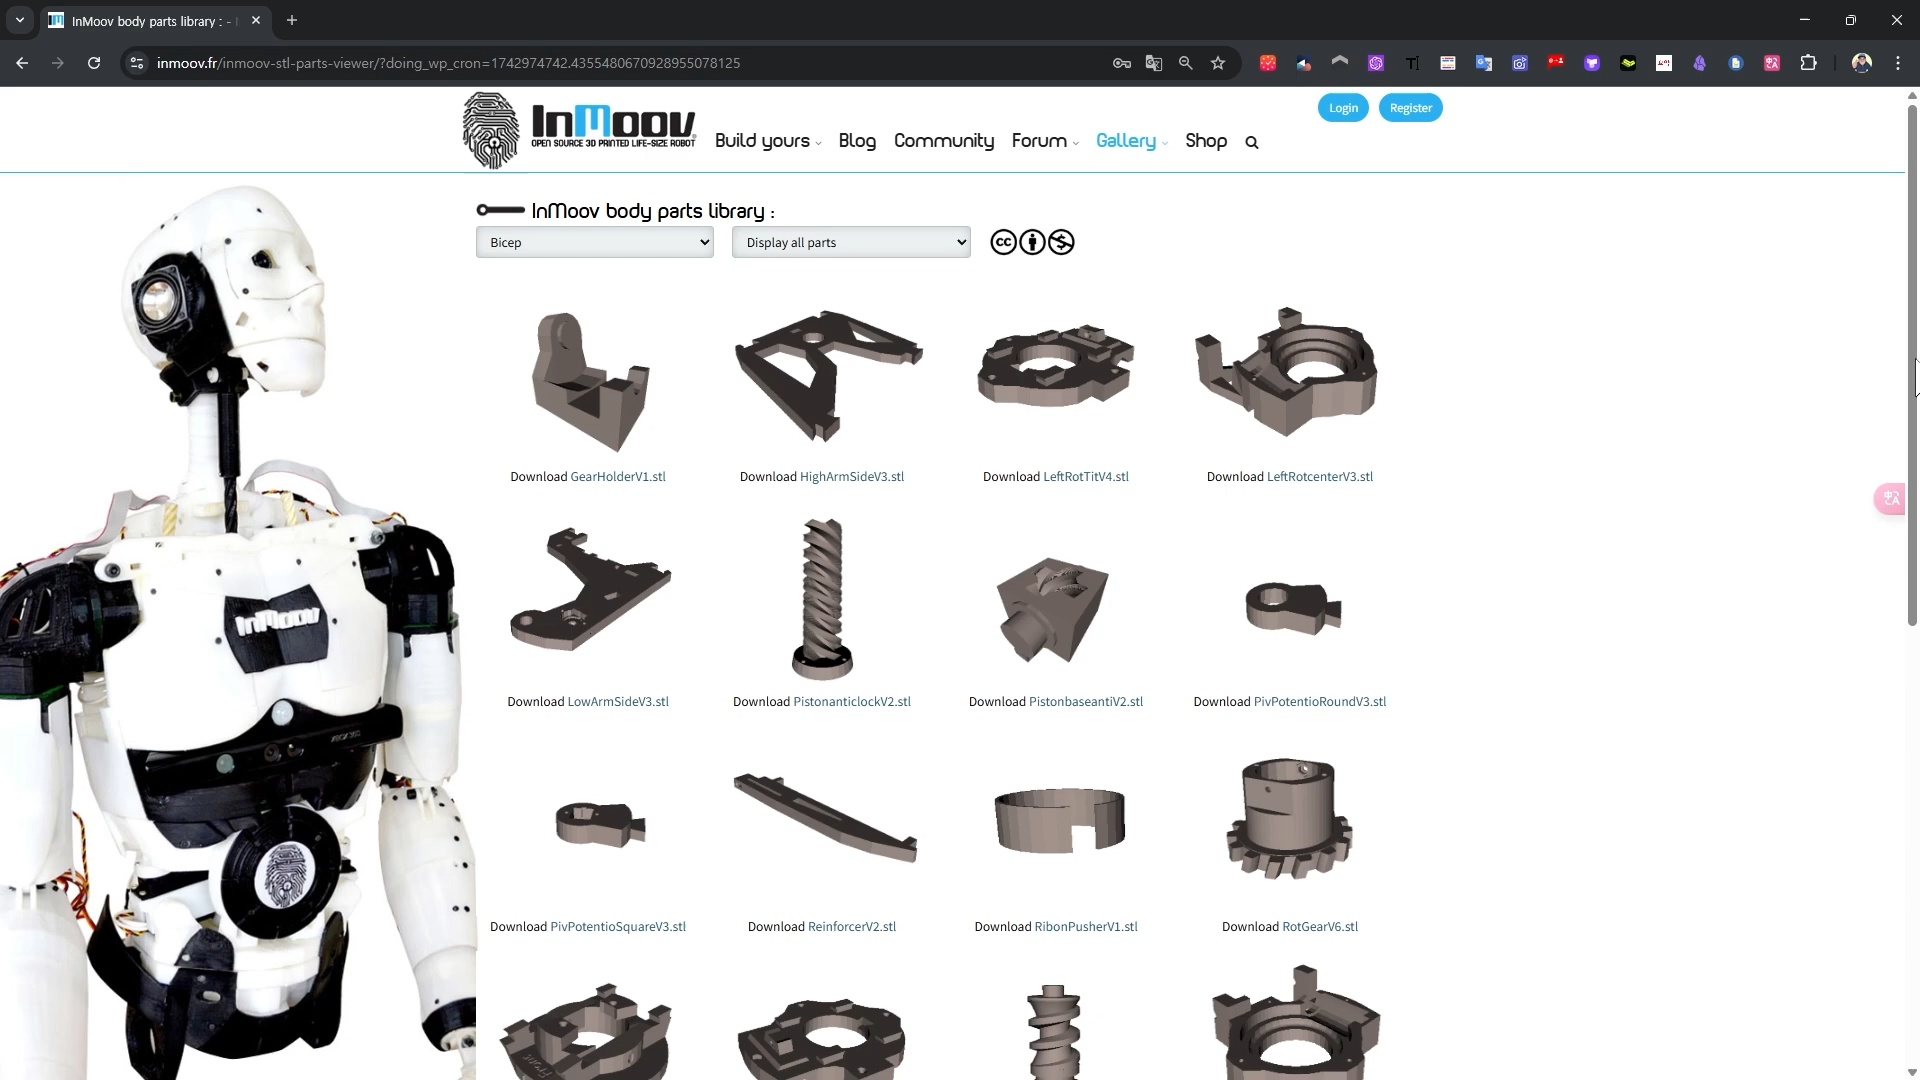 InMoov body parts library : -
inmoov.fr/inmoov-stl-parts-viewer/?doing_wp_cron=1742974742.4355480670928955078125
InMoov
OPEN SOURCE 3D PRINTED LIFE-SIZE ROBOT
Build yours
Blog
Community
Forum
Gallery
Shop
Login
Register
InMoov body parts library :
Bicep
Display all parts
cc
Download GearHolderV1.stl
Download HighArmSideV3.stl
Download LeftRotTitV4.stl
Download LeftRotcenterV3.stl
Download LowArmSideV3.stl
Download PistonanticlockV2.stl
Download PistonbaseantiV2.stl
Download PivPotentioRoundV3.stl
Download PivPotentioSquareV3.stl
Download ReinforcerV2.stl
Download RibonPusherV1.stl
Download RotGearV6.stl
InMoov
XBOX 360